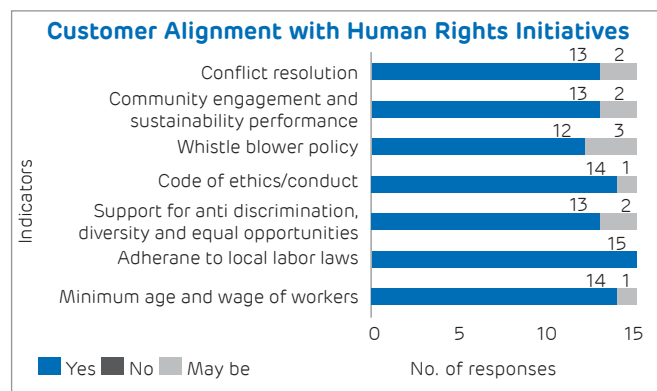 Customer Alignment with Human Rights Initiatives
13 2
Conflict resolution
13 2
Community engagement and
sustainability performance
12 3
Whistle blower policy
14 1
Code of ethics/conduct
13 2
Support for anti discrimination,
diversity and equal opportunities
15
Adherane to local labor laws
14 1
Minimum age and wage of workers
Indicators
0 5 10 15
Yes No May be
No. of responses